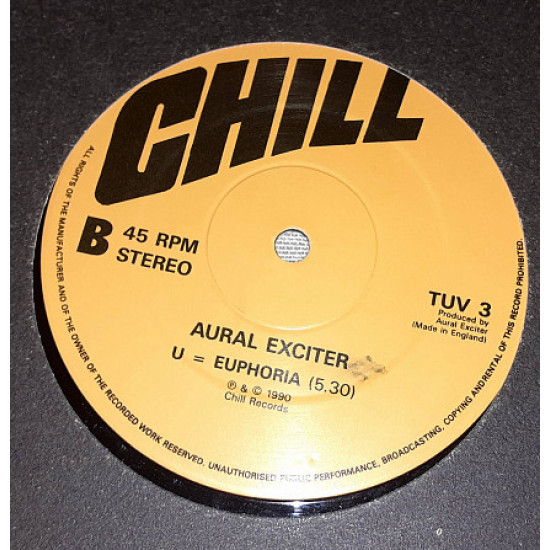 CHILL
B
45 RPM
STEREO
TUV 3
Produced by
Aural Exciter
(Made in England)
AURAL EXCITER
U = EUPHORIA (5.30)
℗ & © 1990
Chill Records
ALL RIGHTS OF THE MANUFACTURER AND OF THE OWNER OF THE RECORDED WORK RESERVED. UNAUTHORISED PUBLIC PERFORMANCE, BROADCASTING, COPYING ANDRENTAL OF THIS RECORD PROHIBITED.